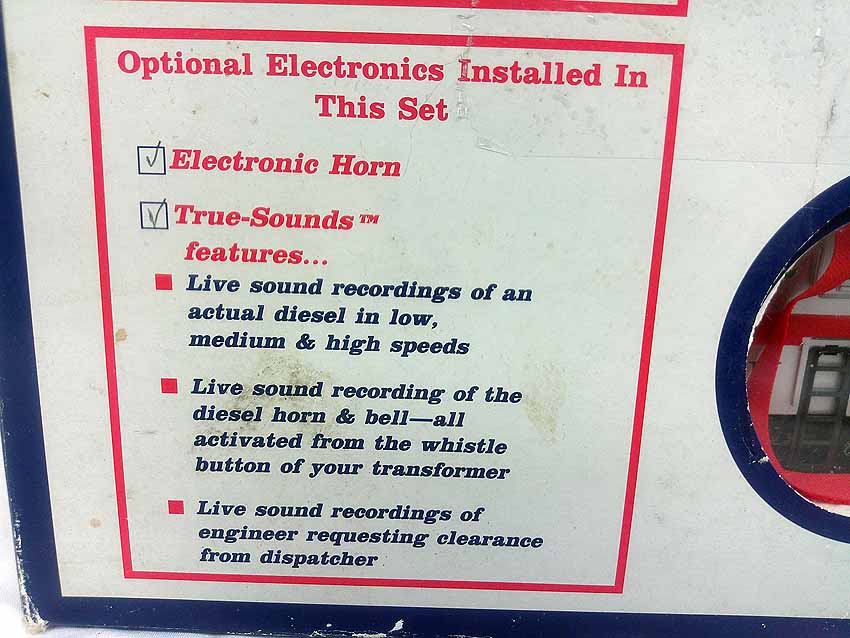 Optional Electronics Installed In
This Set
Electronic Horn
True-Sounds™
features...
Live sound recordings of an
actual diesel in low,
medium & high speeds
Live sound recording of the
diesel horn & bell—all
activated from the whistle
button of your transformer
Live sound recordings of
engineer requesting clearance
from dispatcher